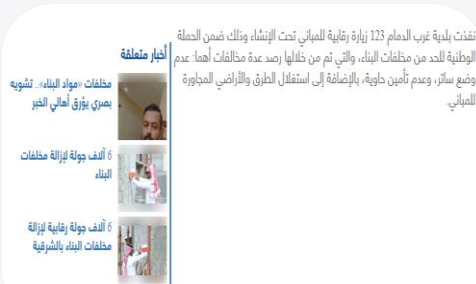 نفذت بلدية غرب الدمام 123 زيارة رقابية للمباني تحت الإنشاء وذلك ضمن الحملة
الوطنية للحد من مخلفات البناء، والتي تم من خلالها رصد عدة مخالفات أهما: عدم
وضع ساتر، وعدم تأمين حاوية، بالإضافة إلى استغلال الطرق والأراضي المجاورة
للمباني.
أخبار متعلقة
مخلفات «مواد البناء».. تشويه
بصري يؤرق أهالي الخبر
6 آلاف جولة لإزالة مخلفات
البناء
6 آلاف جولة رقابية لإزالة
مخلفات البناء بالشرقية